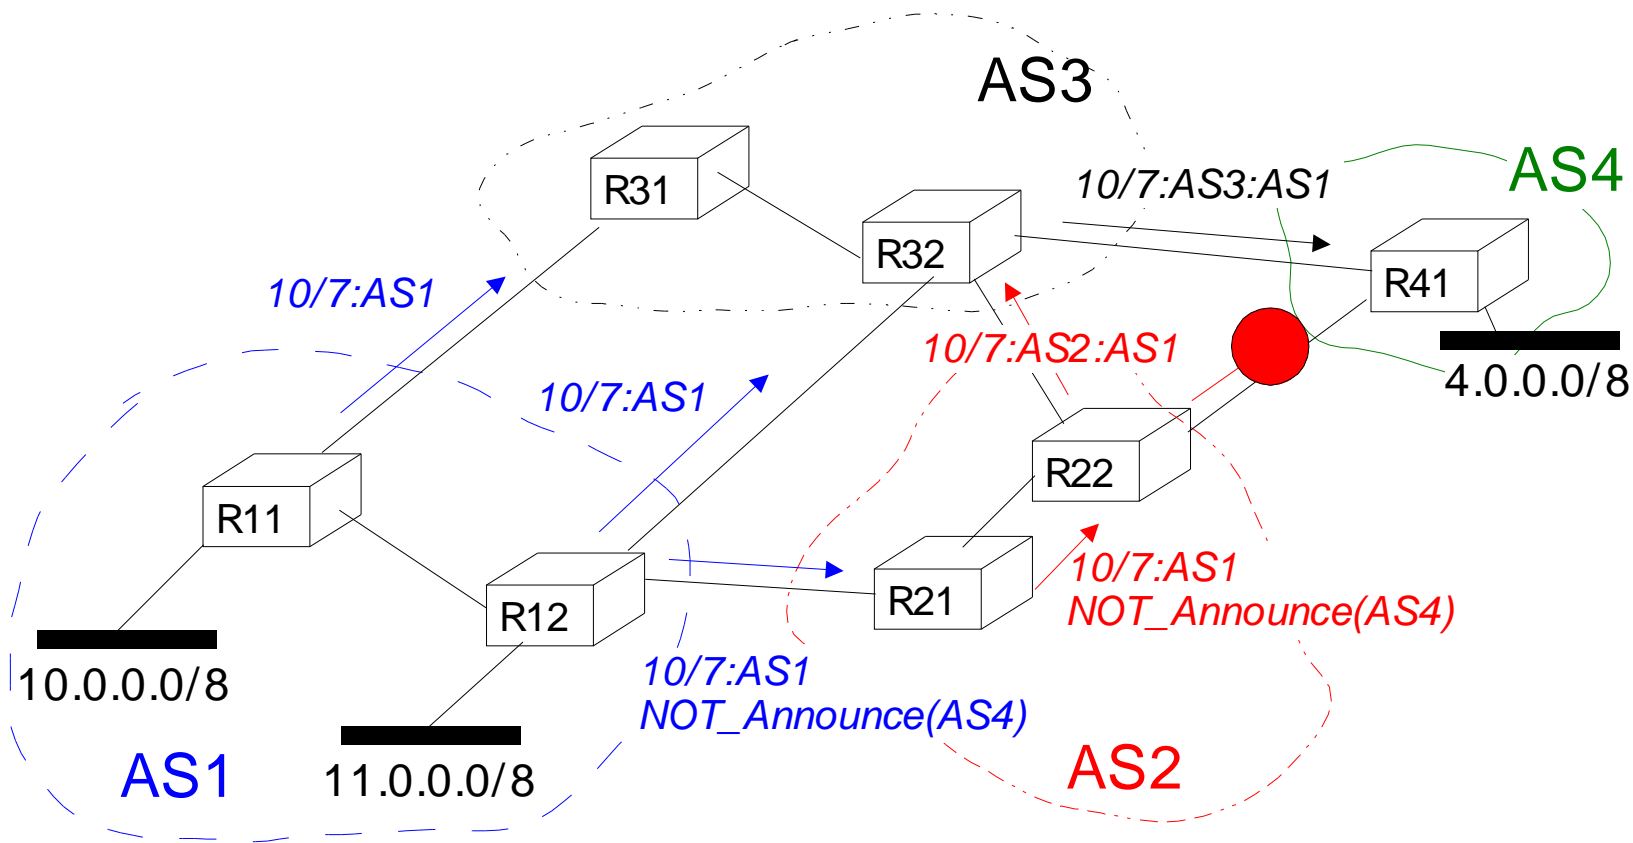 AS3
10/7:AS3:AS1
AS4
R31
R32
R41
10/7:AS1
10/7:AS2:AS1
4.0.0.0/8
10/7:AS1
R22
R11
10/7:AS1
NOT_Announce(AS4)
R21
R12
10.0.0.0/8
10/7:AS1
NOT_Announce(AS4)
AS1
11.0.0.0/8
AS2